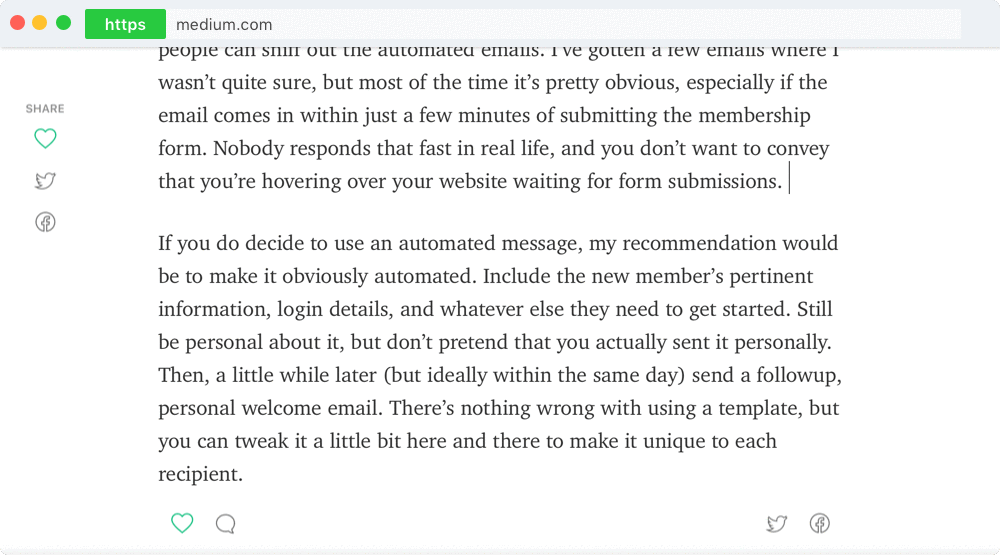 https medium.com
people can sniff out the automated emails. I've gotten a few emails where I
wasn't quite sure, but most of the time it's pretty obvious, especially if the
SHARE
email comes in within just a few minutes of submitting the membership
form. Nobody responds that fast in real life, and you don't want to convey
that you're hovering over your website waiting for form submissions.
If you do decide to use an automated message, my recommendation would
be to make it obviously automated. Include the new member's pertinent
information, login details, and whatever else they need to get started. Still
be personal about it, but don't pretend that you actually sent it personally.
Then, a little while later (but ideally within the same day) send a followup,
personal welcome email. There's nothing wrong with using a template, but
you can tweak it a little bit here and there to make it unique to each
recipient.